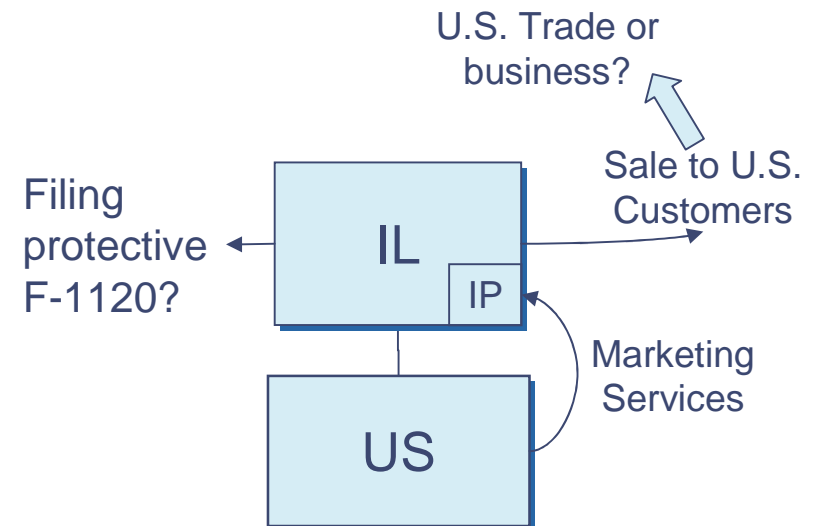 U.S. Trade or
business?
Sale to U.S.
Customers
Filing
protective
F-1120?
IL
IP
Marketing
Services
US